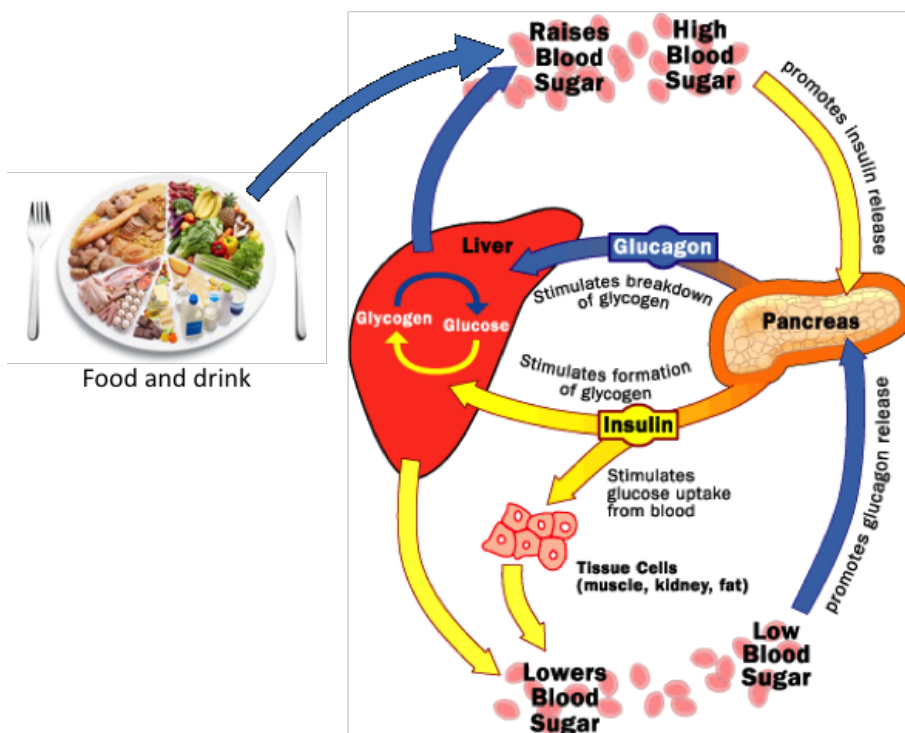 Raises
Blood
Sugar
High
Blood
Sugar
promotes insulin release
Liver
Glucagon
Stimulates breakdown
of glycogen
Glycogen
Glucose
Pancreas
Food and drink
Stimulates formation
of glycogen
Insulin
Stimulates
glucose uptake
from blood
Tissue Cells
(muscle, kidney, fat)
promotes glucagon release
Low
Blood
Sugar
Lowers
Blood
Sugar